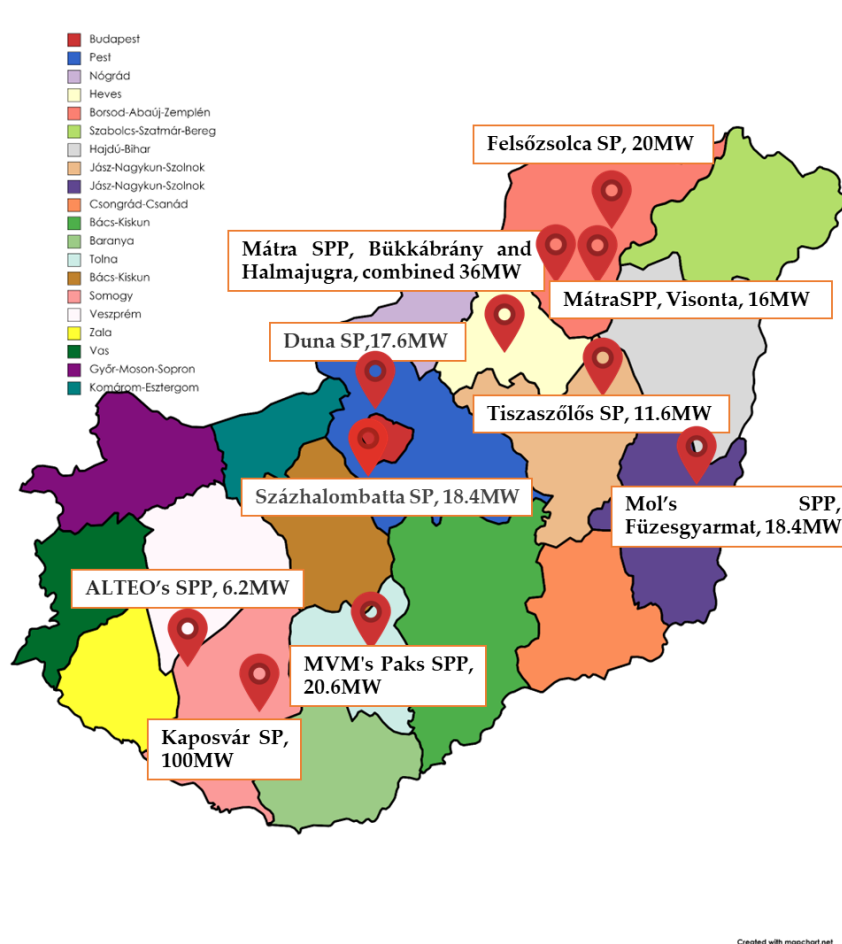 Budapest
Pest
Nógrád
Heves
Borsod-Abaúj-Zemplén
Szabolcs-Szatmár-Bereg
Hajdú-Bihar
Jász-Nagykun-Szolnok
Jász-Nagykun-Szolnok
Csongrád-Csanád
Bács-Kiskun
Baranya
Tolna
Bács-Kiskun
Somogy
Veszprém
Zala
Vas
Győr-Moson-Sopron
Komárom-Esztergom
Felsőzsolca SP, 20MW
Mátra SPP, Bükkábrány and
Halmajugra, combined 36MW
MátraSPP, Visonta, 16MW
Duna SP,17.6MW
Tiszaszőlős SP, 11.6MW
Százhalombatta SP, 18.4MW
Mol's SPP,
Füzesgyarmat, 18.4MW
ALTEO's SPP, 6.2MW
MVM's Paks SPP,
20.6MW
Kaposvár SP,
100MW
Created with mapchart.net